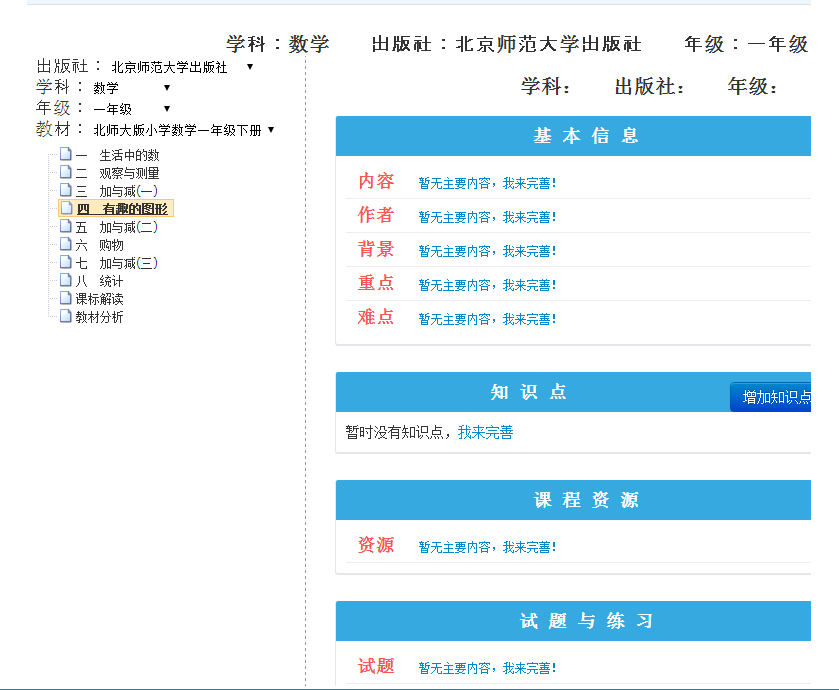 学科：数学 出版社：北京师范大学出版社 年级：一年级
出版社： 北京师范大学出版社 ▼
学科： 数学 ▼
年级： 一年级 ▼
教材： 北师大版小学数学一年级下册 ▼
一 生活中的数
二 观察与测量
三 加与减(一)
四 有趣的图形
五 加与减(二)
六 购物
七 加与减(三)
八 统计
课标解读
教材分析
学科： 出版社： 年级：
基本信息
内容 暂无主要内容，我来完善!
作者 暂无主要内容，我来完善!
背景 暂无主要内容，我来完善!
重点 暂无主要内容，我来完善!
难点 暂无主要内容，我来完善!
知识点 增加知识点
暂时没有知识点，我来完善
课程资源
资源 暂无主要内容，我来完善!
试题与练习
试题 暂无主要内容，我来完善!